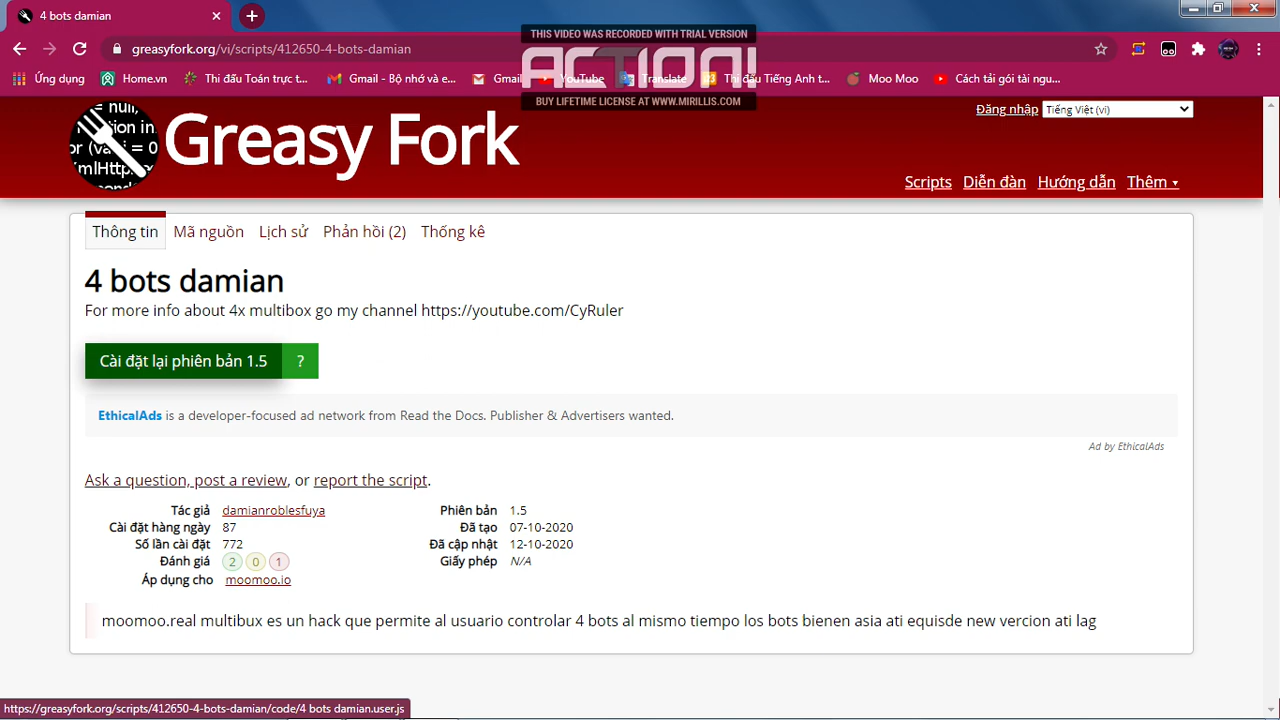 4 bots damian
THIS VIDEO WAS RECORDED WITH TRIAL VERSION
ACTION!
BUY LIFETIME LICENSE AT WWW.MIRILLIS.COM
greasyfork.org/vi/scripts/412650-4-bots-damian
Ứng dụng
Home.vn
Thi đấu Toán trực t...
Gmail - Bộ nhớ và e...
Gmail
YouTube
Translate
Thi đấu Tiếng Anh t...
Moo Moo
Cách tải gói tài ngu...
Greasy Fork
Đăng nhập
Tiếng Việt (vi)
Scripts Diễn đàn Hướng dẫn Thêm ▾
Thông tin Mã nguồn Lịch sử Phản hồi (2) Thống kê
4 bots damian
For more info about 4x multibox go my channel https://youtube.com/CyRuler
Cài đặt lại phiên bản 1.5 ?
EthicalAds is a developer-focused ad network from Read the Docs. Publisher & Advertisers wanted.
Ad by EthicalAds
Ask a question, post a review, or report the script.
Tác giả damianroblesfuya
Cài đặt hàng ngày 87
Số lần cài đặt 772
Đánh giá 2 0 1
Áp dụng cho moomoo.io
Phiên bản 1.5
Đã tạo 07-10-2020
Đã cập nhật 12-10-2020
Giấy phép N/A
moomoo.real multibux es un hack que permite al usuario controlar 4 bots al mismo tiempo los bots bienen asia ati equisde new vercion ati lag
https://greasyfork.org/scripts/412650-4-bots-damian/code/4 bots damian.user.js